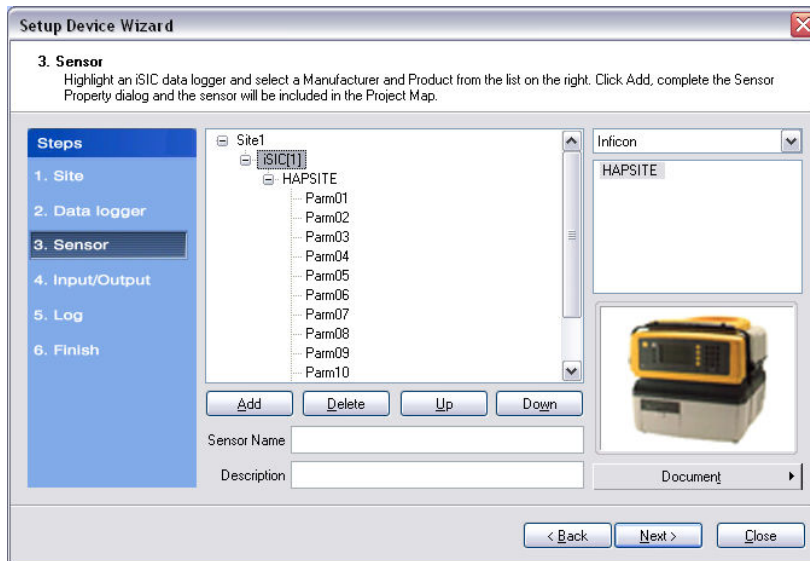 Setup Device Wizard
3. Sensor
Highlight an iSIC data logger and select a Manufacturer and Product from the list on the right. Click Add, complete the Sensor
Property dialog and the sensor will be included in the Project Map.
Steps
1. Site
2. Data logger
3. Sensor
4. Input/Output
5. Log
6. Finish
Site1
iSIC[1]
HAPSITE
Parm01
Parm02
Parm03
Parm04
Parm05
Parm06
Parm07
Parm08
Parm09
Parm10
Add Delete Up Down
Sensor Name
Description
Inficon
HAPSITE
Document
< Back Next > Close